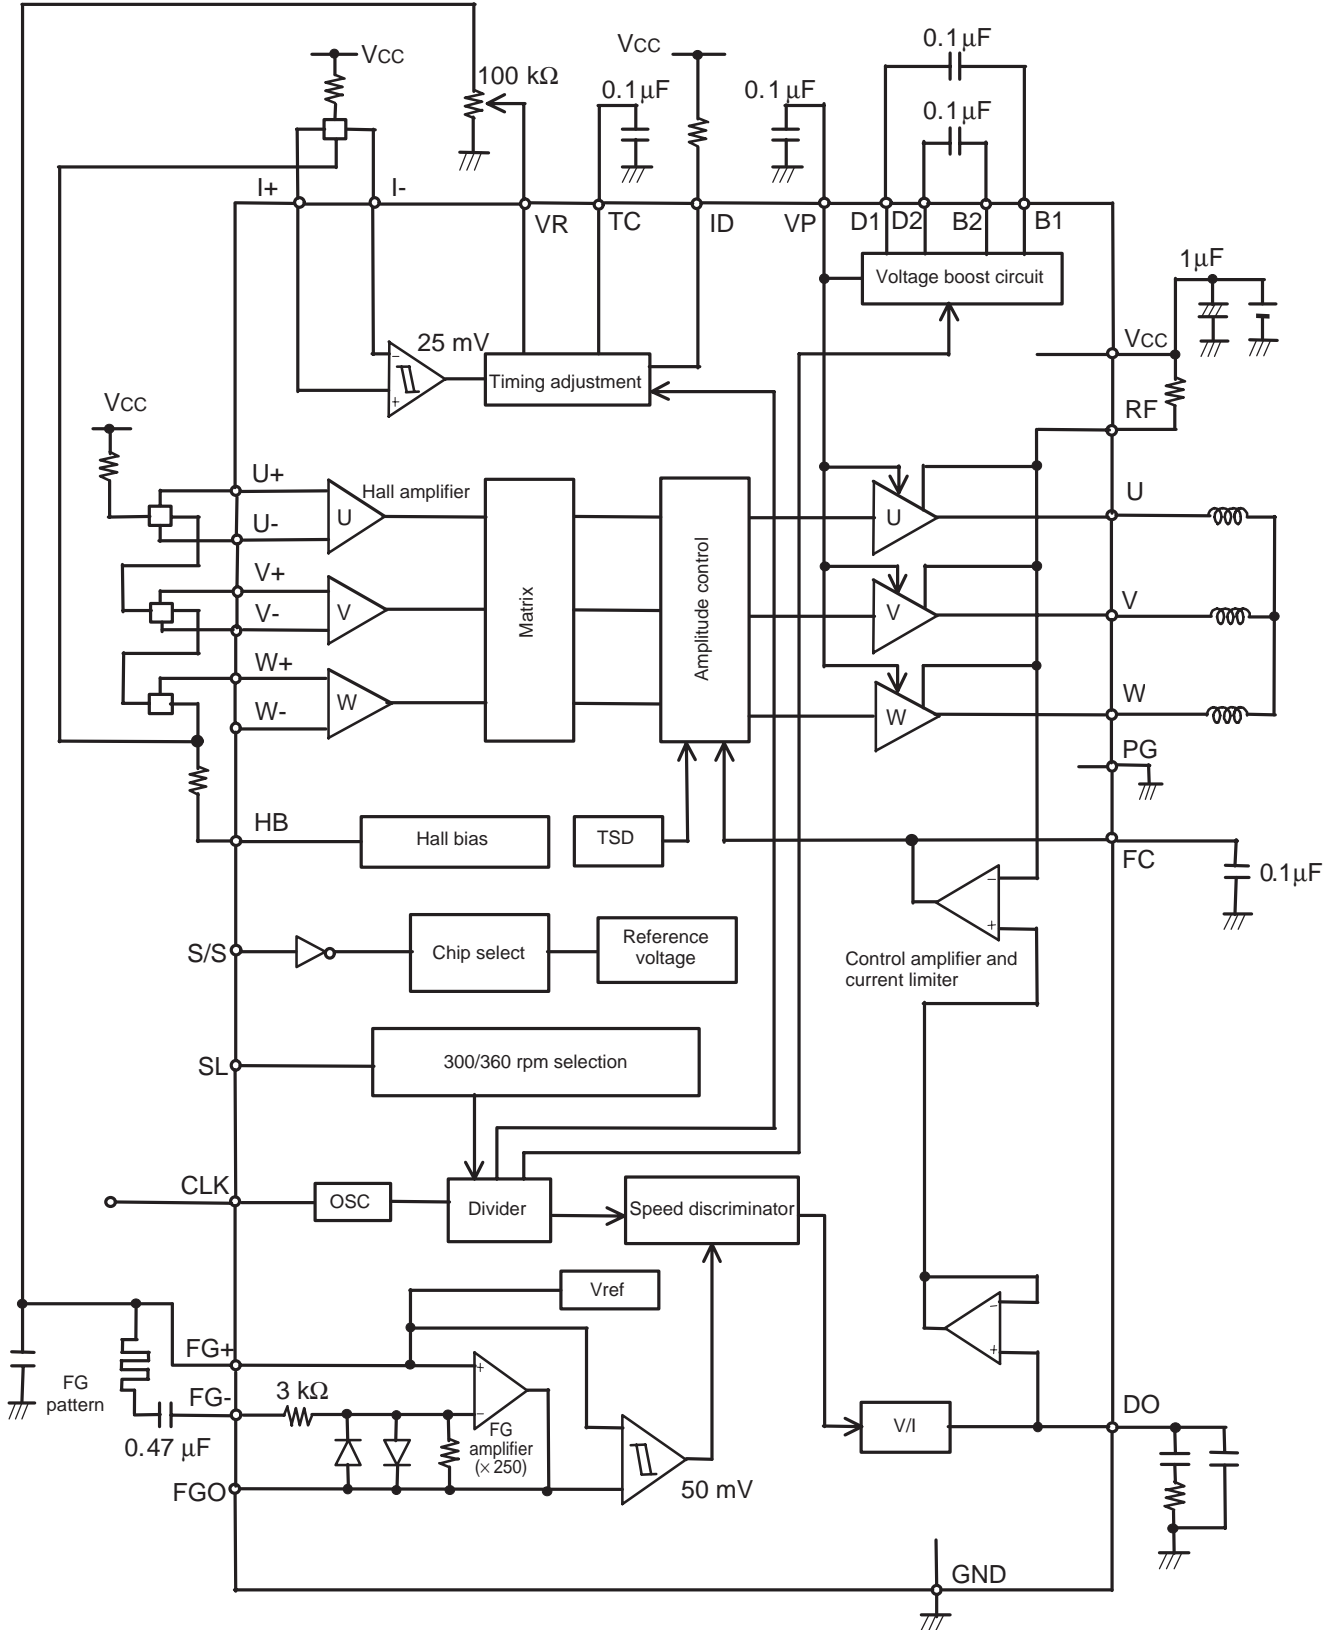 VCC
VCC
0.1μF
100 kΩ
0.1μF
0.1μF
0.1μF
I+
I-
VR
TC
ID
VP
D1
D2
B2
B1
Voltage boost circuit
1μF
25 mV
VCC
Timing adjustment
VCC
RF
U+
Hall amplifier
U
U
U-
U
Matrix
Amplitude control
V+
V
V-
V
V
W+
W
W-
W
W
PG
HB
Hall bias
TSD
FC
0.1μF
S/S
Chip select
Reference
voltage
Control amplifier and
current limiter
SL
300/360 rpm selection
CLK
OSC
Divider
Speed discriminator
Vref
FG+
FG
pattern
FG-
3 kΩ
0.47 μF
FG
amplifier
(×250)
V/I
DO
FGO
50 mV
GND